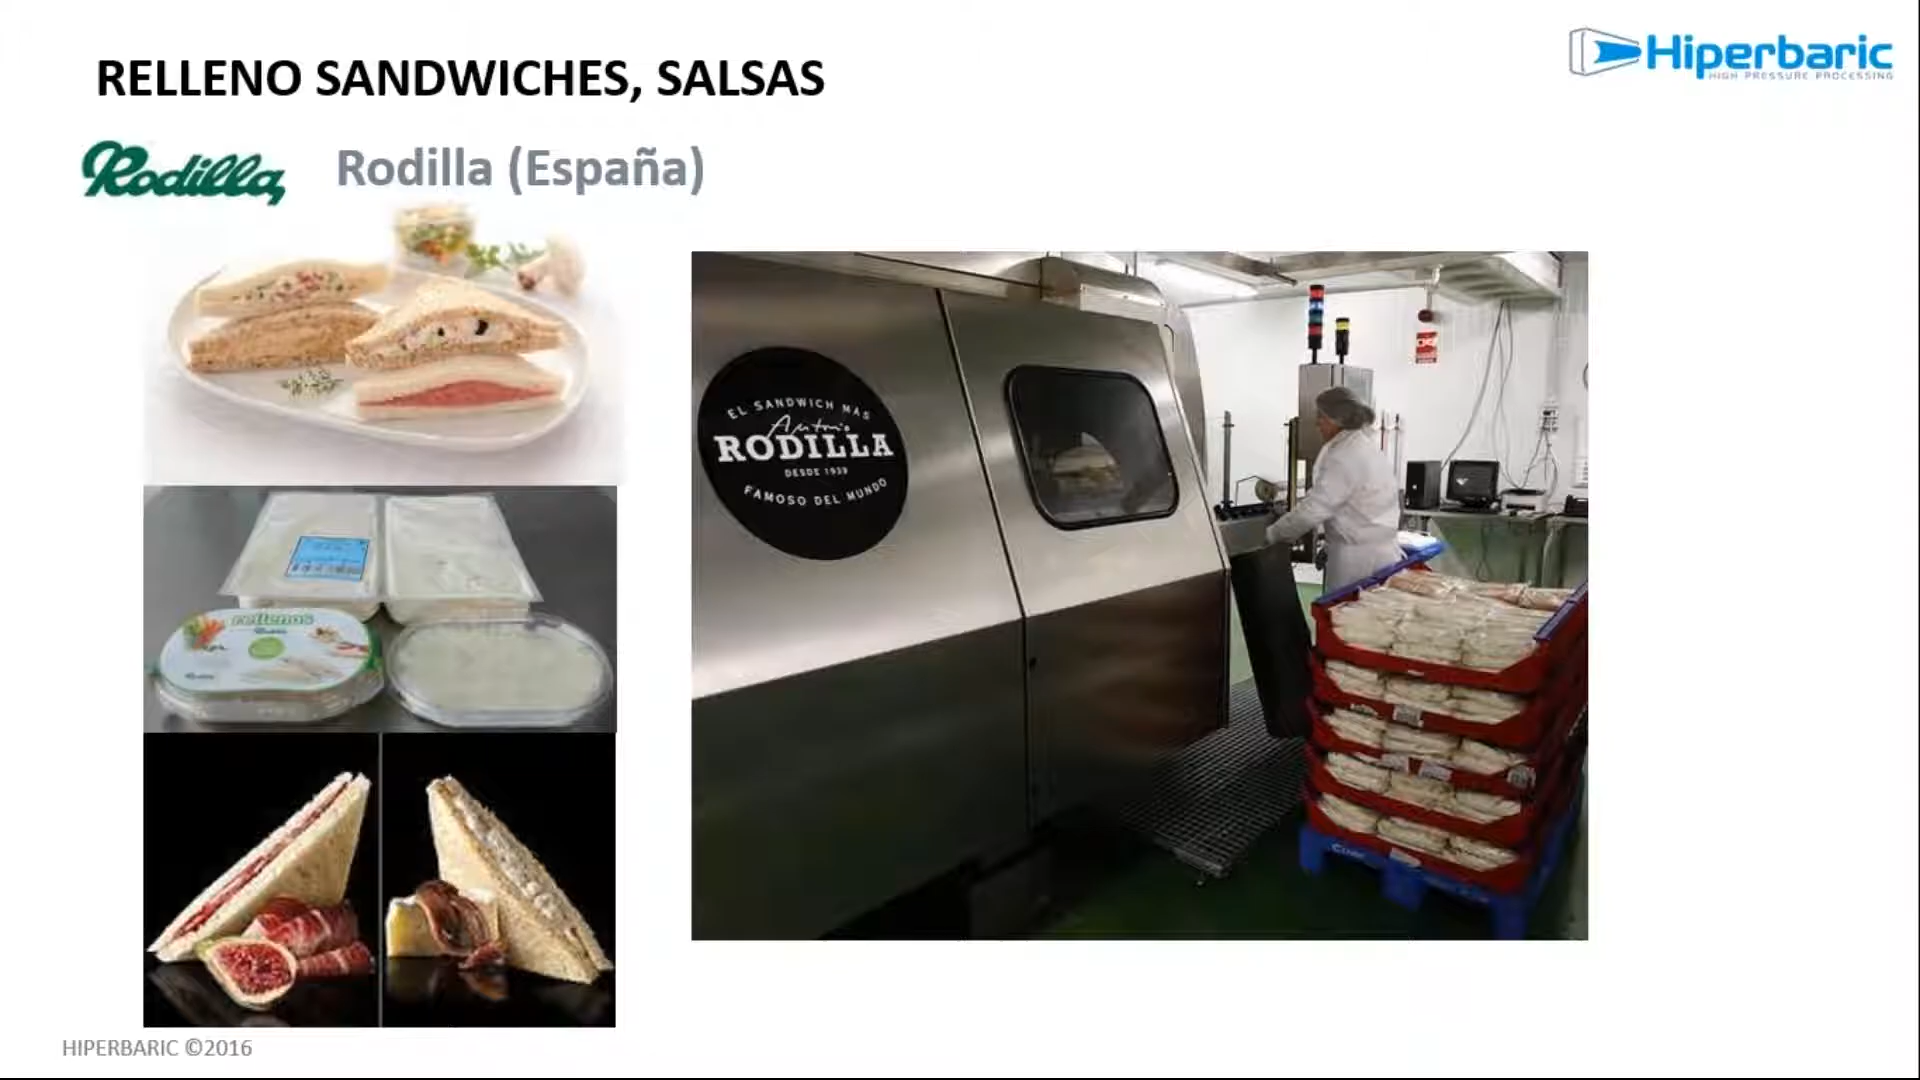 RELLENO SANDWICHES, SALSAS
Hiperbaric
HIGH PRESSURE PROCESSING
Rodilla
Rodilla (España)
EL SANDWICH MÁS
Antonio
RODILLA
DESDE 1939
FAMOSO DEL MUNDO
rellenos
HIPERBARIC ©2016